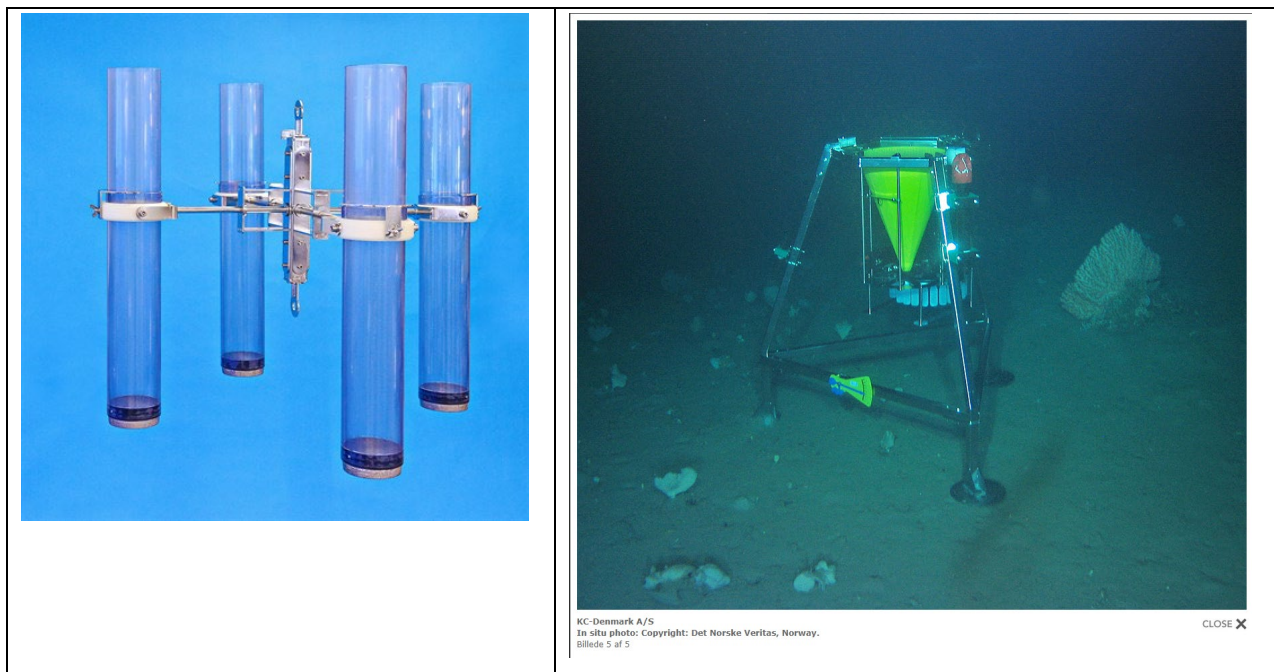 KC-Denmark A/S
In situ photo: Copyright: Det Norske Veritas, Norway.
Billede 5 af 5
CLOSE X